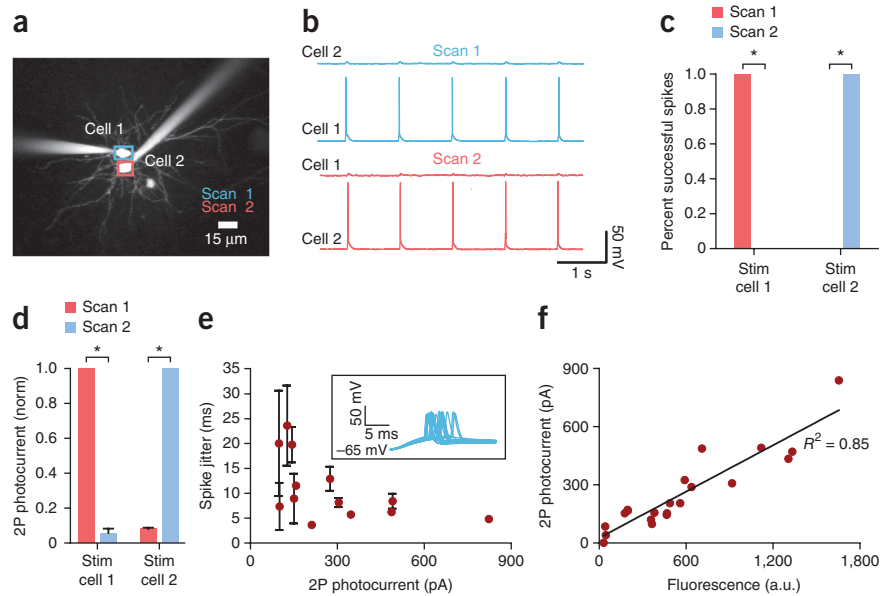 a
Cell 1
Cell 2
Scan 1
Scan 2
15 μm
b
Cell 2
Scan 1
Cell 1
Cell 1
Scan 2
Cell 2
50 mV
1 s
c
Scan 1
Scan 2
* *
Percent successful spikes
1.0
0.8
0.6
0.4
0.2
0
Stim cell 1
Stim cell 2
d
Scan 1
Scan 2
* *
2P photocurrent (norm)
1.0
0.8
0.6
0.4
0.2
0
Stim cell 1
Stim cell 2
e
Spike jitter (ms)
35
30
25
20
15
10
5
0
50 mV
5 ms
–65 mV
0 300 600 900
2P photocurrent (pA)
f
2P photocurrent (pA)
900
600
300
0
R² = 0.85
0 600 1,200 1,800
Fluorescence (a.u.)